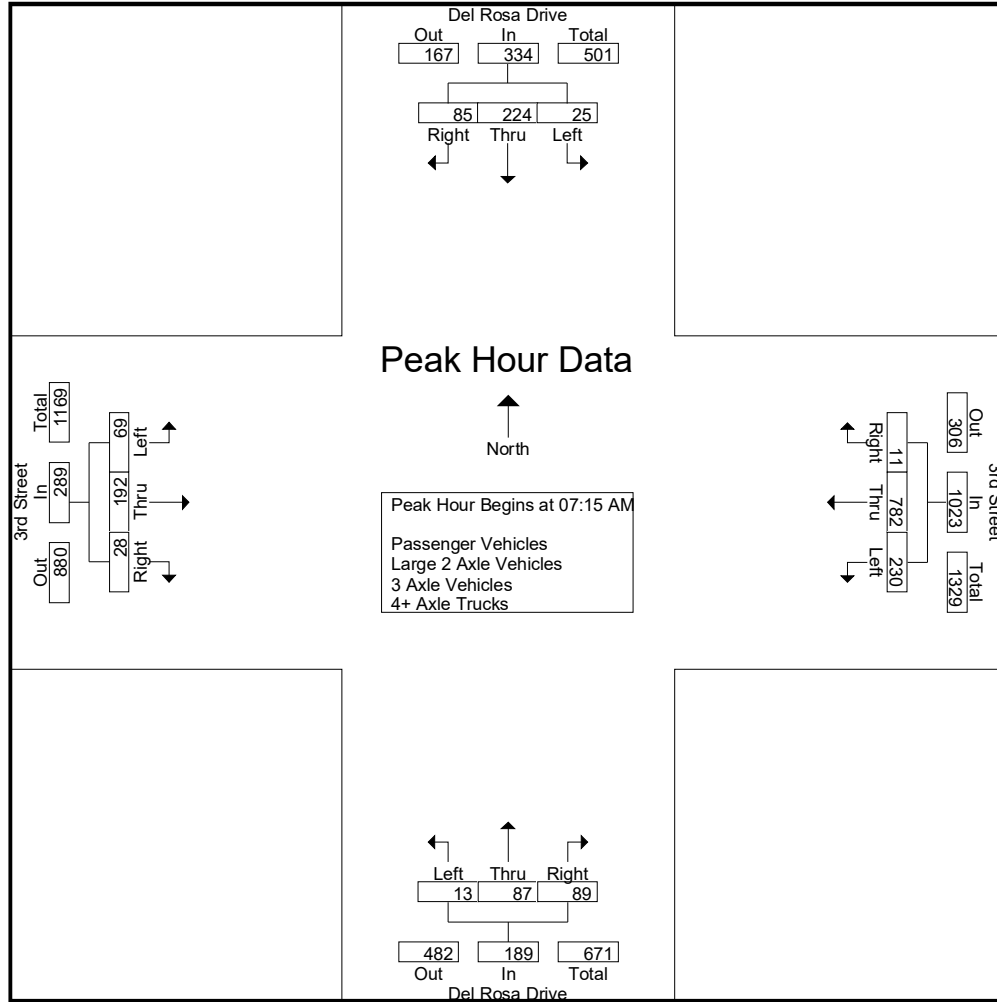 Del Rosa Drive
Out In Total
167 334 501
85 224 25
Right Thru Left
Peak Hour Data
North
Peak Hour Begins at 07:15 AM
Passenger Vehicles
Large 2 Axle Vehicles
3 Axle Vehicles
4+ Axle Trucks
3rd Street
Out In Total
880 289 1169
28 192 69
Right Thru Left
3rd Street
Out In Total
306 1023 1329
11 782 230
Right Thru Left
Left Thru Right
13 87 89
482 189 671
Out In Total
Del Rosa Drive